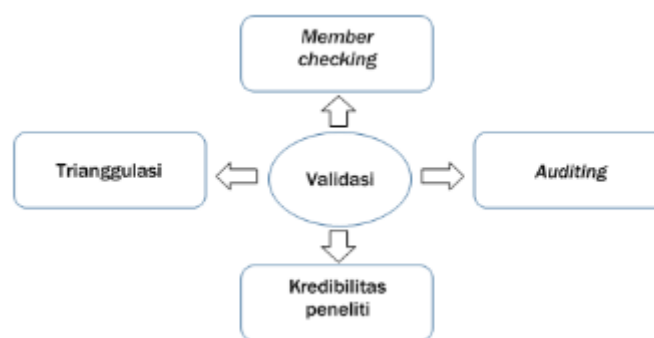 Member
checking
Trianggulasi
Validasi
Auditing
Kredibilitas
peneliti